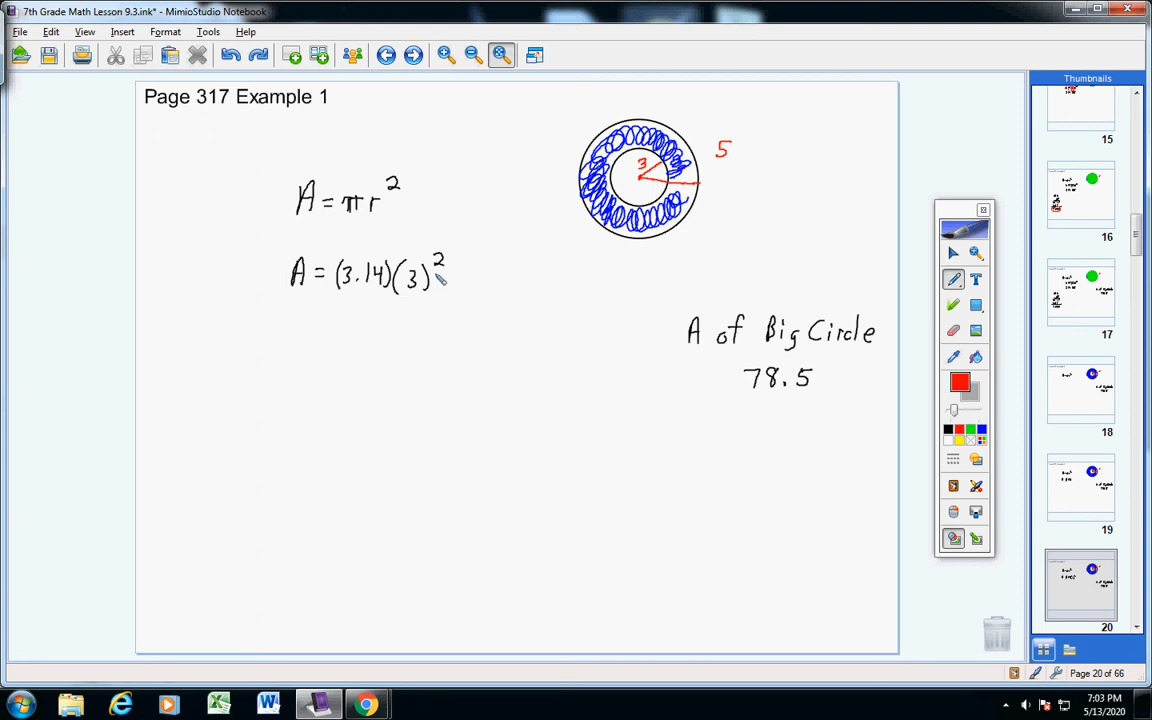 7th Grade Math Lesson 9.3.ink* - MimioStudio Notebook
File Edit View Insert Format Tools Help
Page 317 Example 1
Thumbnails
5
3
A = πr²
A = (3.14)(3)²
A of Big Circle
78.5
15
16
17
18
19
20
Page 20 of 66
7:03 PM
5/13/2020